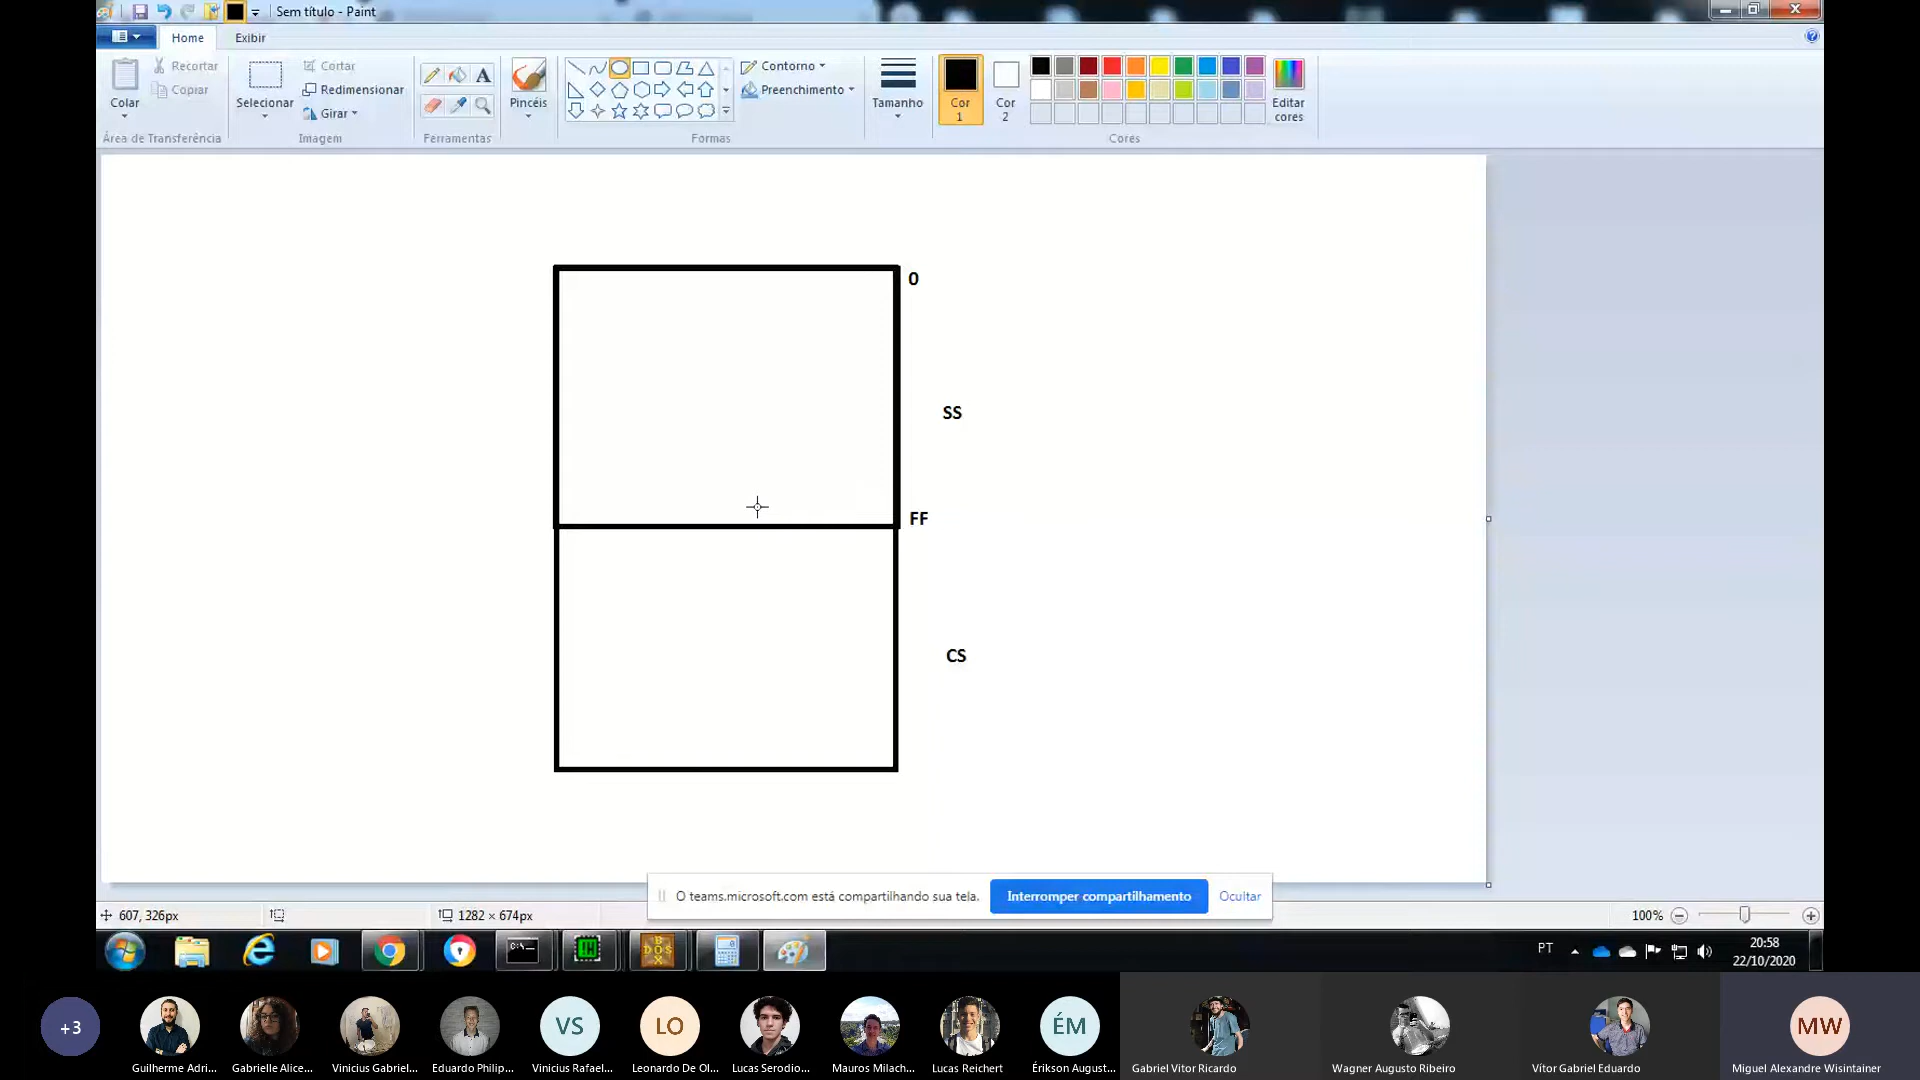 Sem título - Paint
Home
Exibir
Colar
Recortar
Copiar
Área de Transferência
Selecionar
Cortar
Redimensionar
Girar
Imagem
A
Ferramentas
Pincéis
Contorno
Preenchimento
Formas
Tamanho
Cor
1
Cor
2
Editar
cores
Cores
0
SS
FF
CS
O teams.microsoft.com está compartilhando sua tela.
Interromper compartilhamento
Ocultar
607, 326px
1282 × 674px
100%
C:\_
DOS
BOX
PT
20:58
22/10/2020
+3
VS
LO
ÉM
MW
Guilherme Adri...
Gabrielle Alice...
Vinicius Gabriel...
Eduardo Philip...
Vinicius Rafael...
Leonardo De Ol...
Lucas Serodio...
Mauros Milach...
Lucas Reichert
Érikson August...
Gabriel Vitor Ricardo
Wagner Augusto Ribeiro
Vítor Gabriel Eduardo
Miguel Alexandre Wisintainer